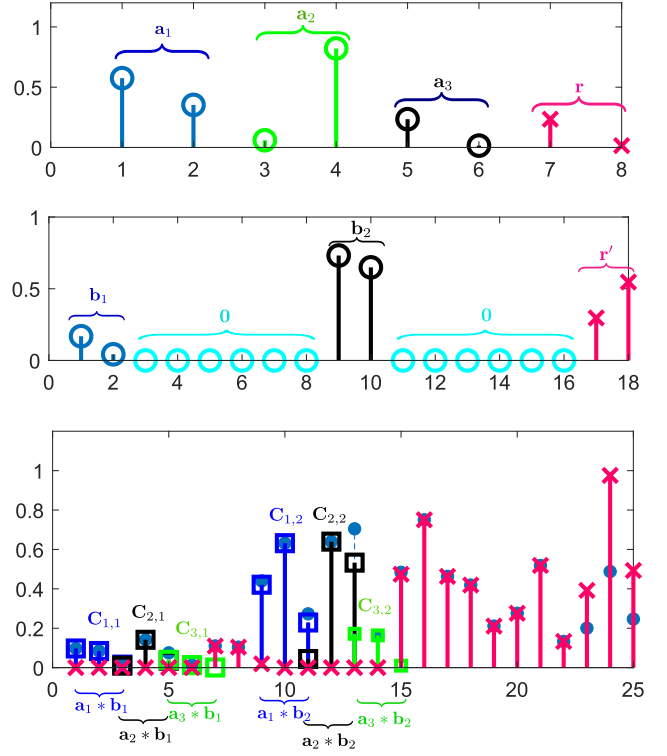 a₁ a₂ a₃ r
1
0.5
0
0 1 2 3 4 5 6 7 8
b₁ 0 b₂ 0 r′
1
0.5
0
0 2 4 6 8 10 12 14 16 18
1
0.8
0.6
0.4
0.2
0
C₁,₁ C₂,₁ C₃,₁ C₁,₂ C₂,₂ C₃,₂
0 5 10 15 20 25
a₁ * b₁ a₃ * b₁ a₁ * b₂ a₃ * b₂
a₂ * b₁ a₂ * b₂